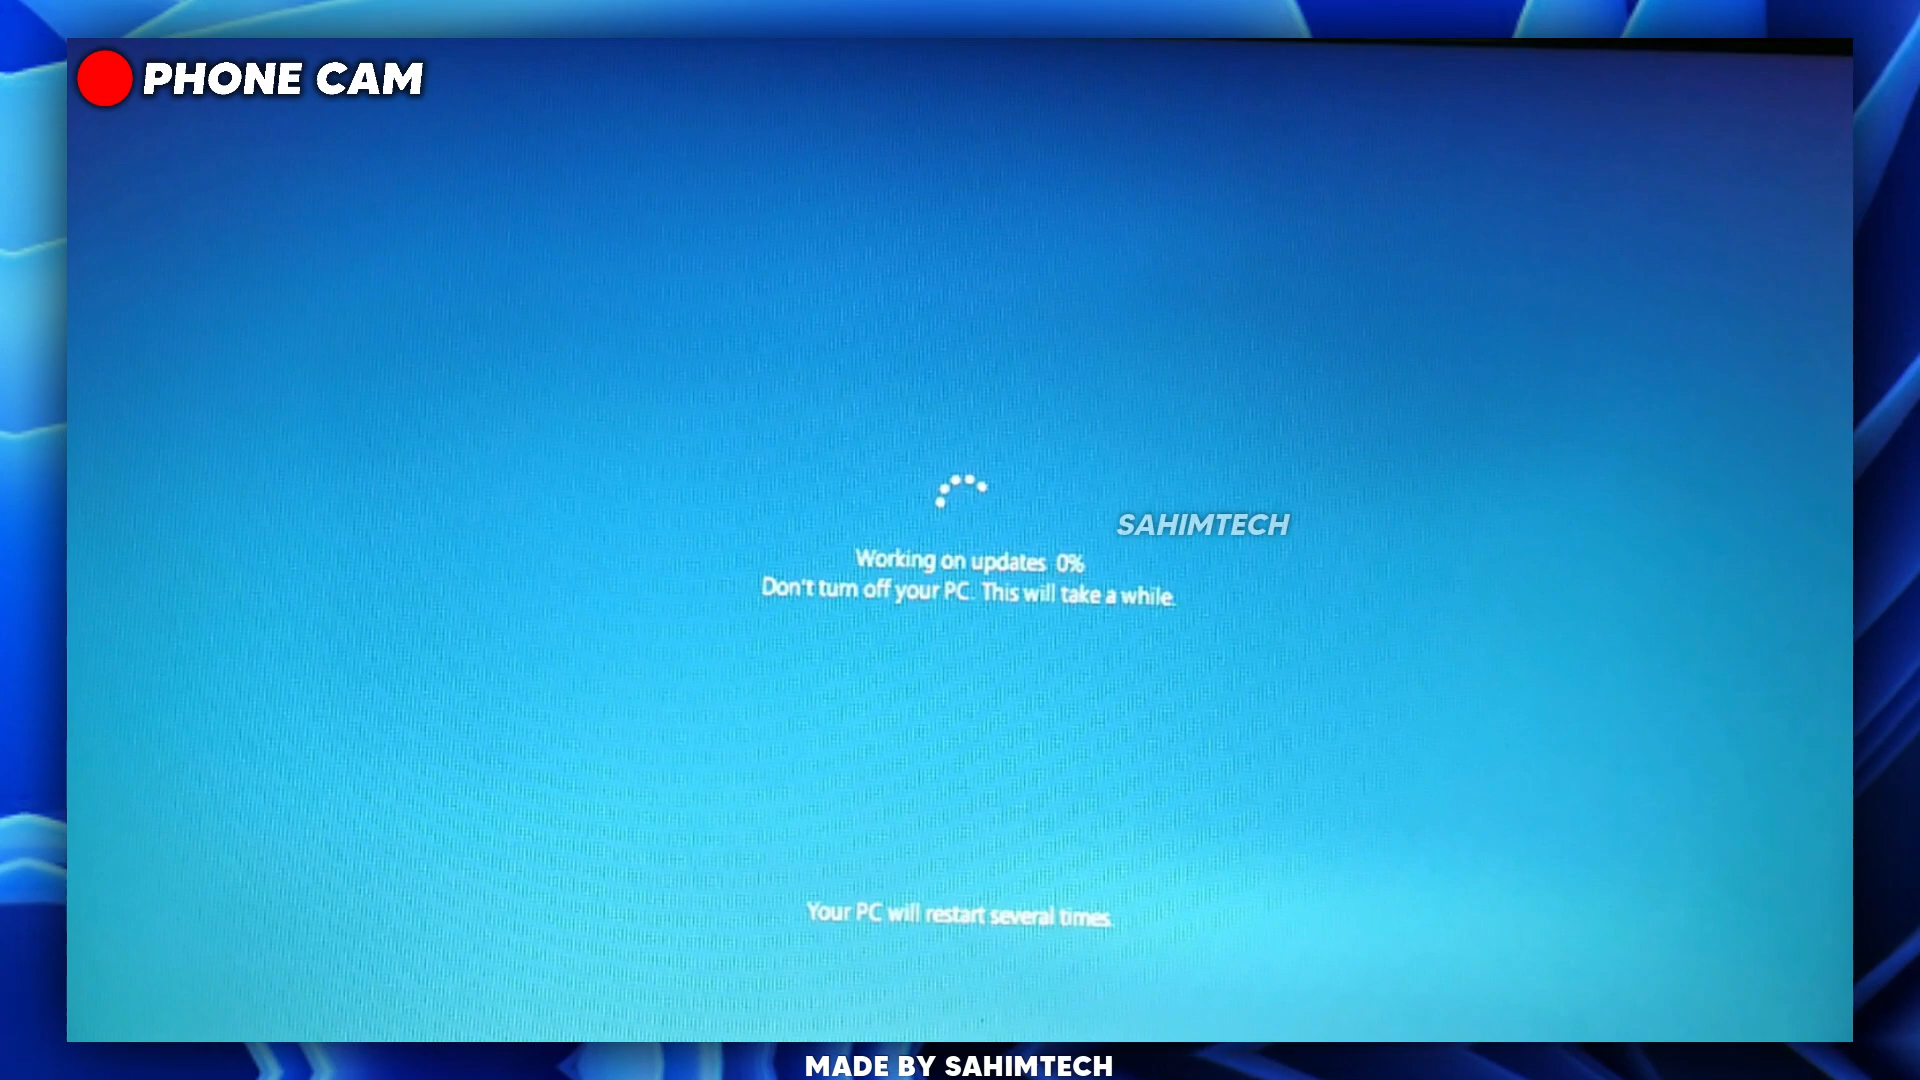 PHONE CAM
SAHIMTECH
Working on updates 0%
Don't turn off your PC. This will take a while.
Your PC will restart several times.
MADE BY SAHIMTECH